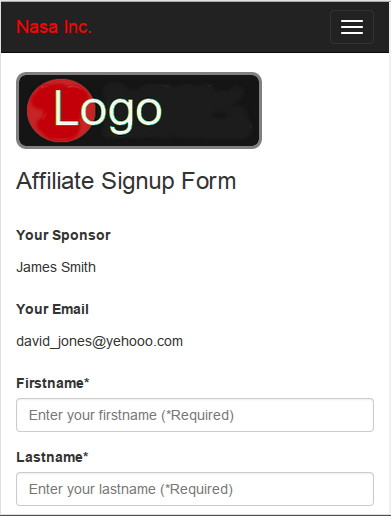 Nasa Inc.
Logo
Affiliate Signup Form
Your Sponsor
James Smith
Your Email
david_jones@yehooo.com
Firstname*
Enter your firstname (*Required)
Lastname*
Enter your lastname (*Required)